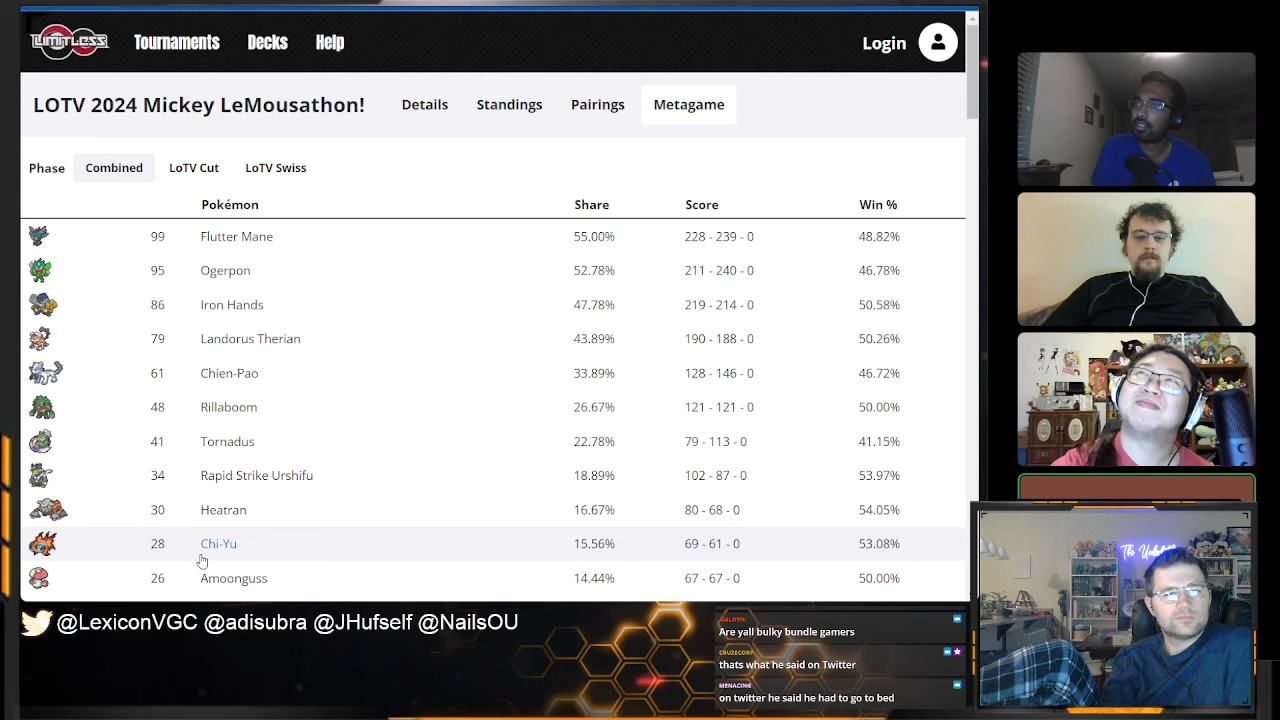 LIMITLESS Tournaments Decks Help Login
LOTV 2024 Mickey LeMousathon! Details Standings Pairings Metagame
Phase Combined LoTV Cut LoTV Swiss
Pokémon Share Score Win %
99 Flutter Mane 55.00% 228 - 239 - 0 48.82%
95 Ogerpon 52.78% 211 - 240 - 0 46.78%
86 Iron Hands 47.78% 219 - 214 - 0 50.58%
79 Landorus Therian 43.89% 190 - 188 - 0 50.26%
61 Chien-Pao 33.89% 128 - 146 - 0 46.72%
48 Rillaboom 26.67% 121 - 121 - 0 50.00%
41 Tornadus 22.78% 79 - 113 - 0 41.15%
34 Rapid Strike Urshifu 18.89% 102 - 87 - 0 53.97%
30 Heatran 16.67% 80 - 68 - 0 54.05%
28 Chi-Yu 15.56% 69 - 61 - 0 53.08%
26 Amoonguss 14.44% 67 - 67 - 0 50.00%
@LexiconVGC @adisubra @JHufself @NailsOU
Are yall bulky bundle gamers
CRUZECORP
thats what he said on Twitter
MENACING
on twitter he said he had to go to bed